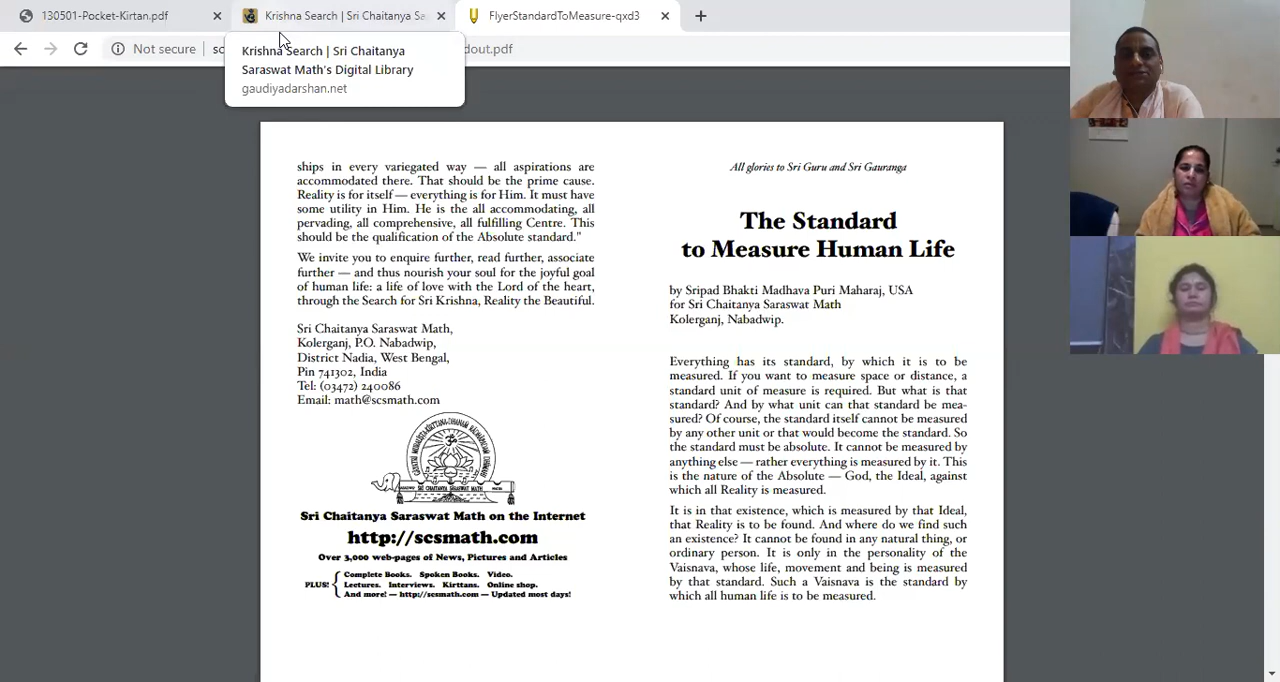 130501-Pocket-Kirtan.pdf
Krishna Search | Sri Chaitanya Sa
FlyerStandardToMeasure-qxd3
Not secure
dout.pdf
Krishna Search | Sri Chaitanya
Saraswat Math's Digital Library
gaudiyadarshan.net
ships in every variegated way — all aspirations are
accommodated there. That should be the prime cause.
Reality is for itself — everything is for Him. It must have
some utility in Him. He is the all accommodating, all
pervading, all comprehensive, all fulfilling Centre. This
should be the qualification of the Absolute standard."
We invite you to enquire further, read further, associate
further — and thus nourish your soul for the joyful goal
of human life: a life of love with the Lord of the heart,
through the Search for Sri Krishna, Reality the Beautiful.
Sri Chaitanya Saraswat Math,
Kolerganj, P.O. Nabadwip,
District Nadia, West Bengal,
Pin 741302, India
Tel: (03472) 240086
Email: math@scsmath.com
SRI CHAITANYA SARASWAT MATH
Sri Chaitanya Saraswat Math on the Internet
http://scsmath.com
Over 3,000 web-pages of News, Pictures and Articles
PLUS!
Complete Books. Spoken Books. Video.
Lectures. Interviews. Kirttans. Online shop.
And more! — http://scsmath.com — Updated most days!
All glories to Sri Guru and Sri Gauranga
The Standard
to Measure Human Life
by Sripad Bhakti Madhava Puri Maharaj, USA
for Sri Chaitanya Saraswat Math
Kolerganj, Nabadwip.
Everything has its standard, by which it is to be
measured. If you want to measure space or distance, a
standard unit of measure is required. But what is that
standard? And by what unit can that standard be mea-
sured? Of course, the standard itself cannot be measured
by any other unit or that would become the standard. So
the standard must be absolute. It cannot be measured by
anything else — rather everything is measured by it. This
is the nature of the Absolute — God, the Ideal, against
which all Reality is measured.
It is in that existence, which is measured by that Ideal,
that Reality is to be found. And where do we find such
an existence? It cannot be found in any natural thing, or
ordinary person. It is only in the personality of the
Vaisnava, whose life, movement and being is measured
by that standard. Such a Vaisnava is the standard by
which all human life is to be measured.